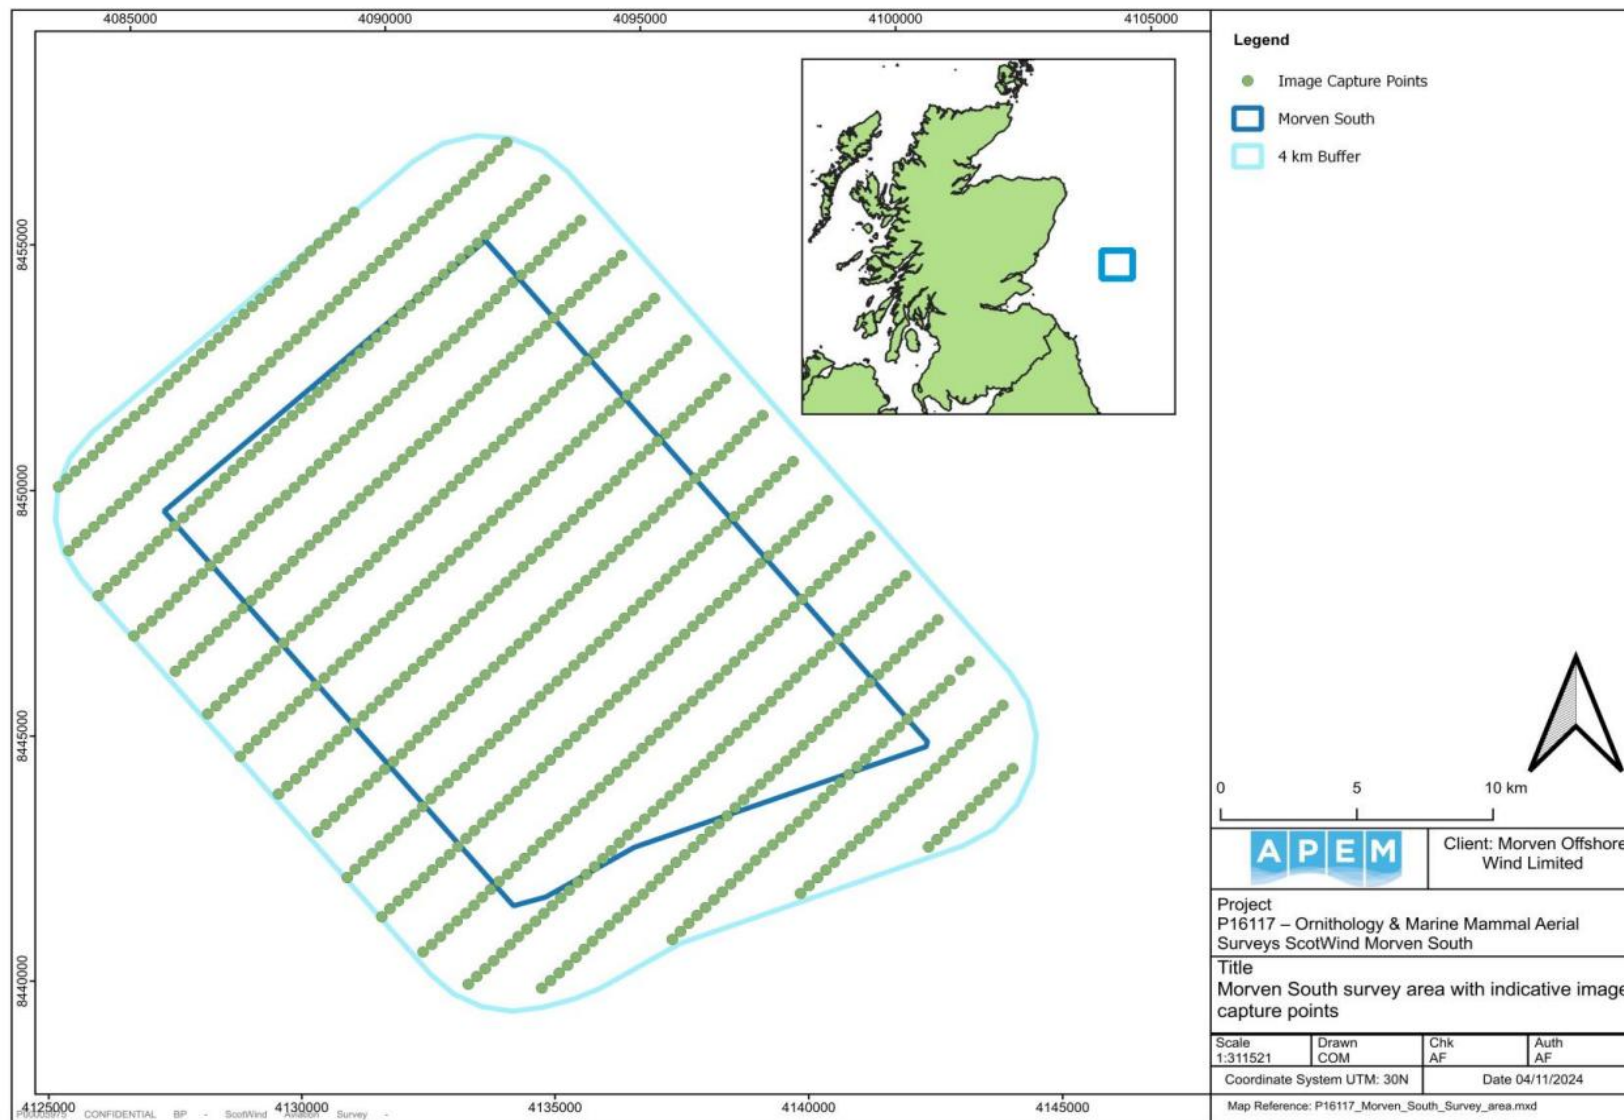 4085000 4090000 4095000 4100000 4105000
8455000
8450000
8445000
8440000
4125000 4130000 4135000 4140000 4145000
CONFIDENTIAL BP - ScotWind Aviation Survey -
Legend
Image Capture Points
Morven South
4 km Buffer
0 5 10 km
APEM
Client: Morven Offshore
Wind Limited
Project
P16117 – Ornithology & Marine Mammal Aerial
Surveys ScotWind Morven South
Title
Morven South survey area with indicative image
capture points
Scale Drawn Chk Auth
1:311521 COM AF AF
Coordinate System UTM: 30N Date 04/11/2024
Map Reference: P16117_Morven_South_Survey_area.mxd